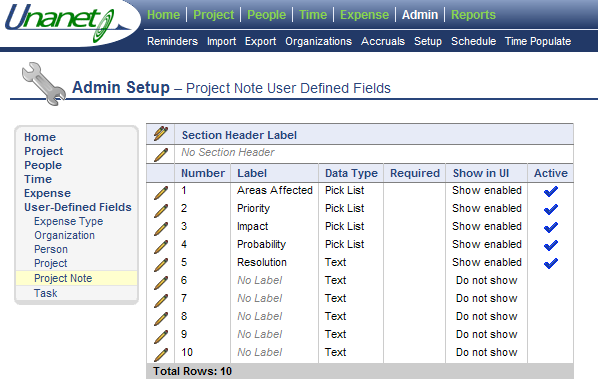 Unanet
Home Project People Time Expense Admin Reports
Reminders Import Export Organizations Accruals Setup Schedule Time Populate
Admin Setup – Project Note User Defined Fields
Home
Project
People
Time
Expense
User-Defined Fields
Expense Type
Organization
Person
Project
Project Note
Task
Section Header Label
No Section Header
Number Label Data Type Required Show in UI Active
1 Areas Affected Pick List Show enabled
2 Priority Pick List Show enabled
3 Impact Pick List Show enabled
4 Probability Pick List Show enabled
5 Resolution Text Show enabled
6 No Label Text Do not show
7 No Label Text Do not show
8 No Label Text Do not show
9 No Label Text Do not show
10 No Label Text Do not show
Total Rows: 10